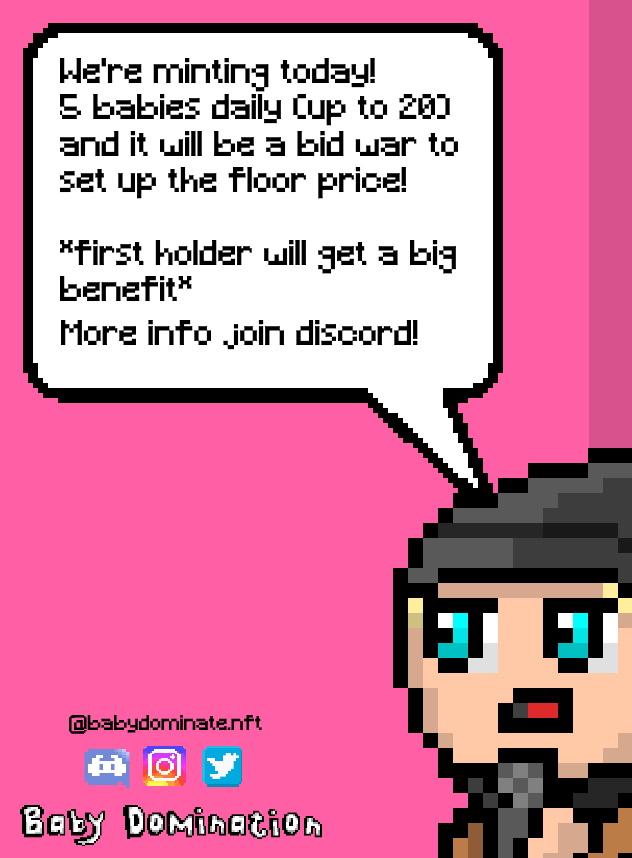 We're minting today!
5 babies daily (up to 20)
and it will be a bid war to
set up the floor price!
*first holder will get a big
benefit*
More info join discord!
@babydominate.nft
Baby Domination